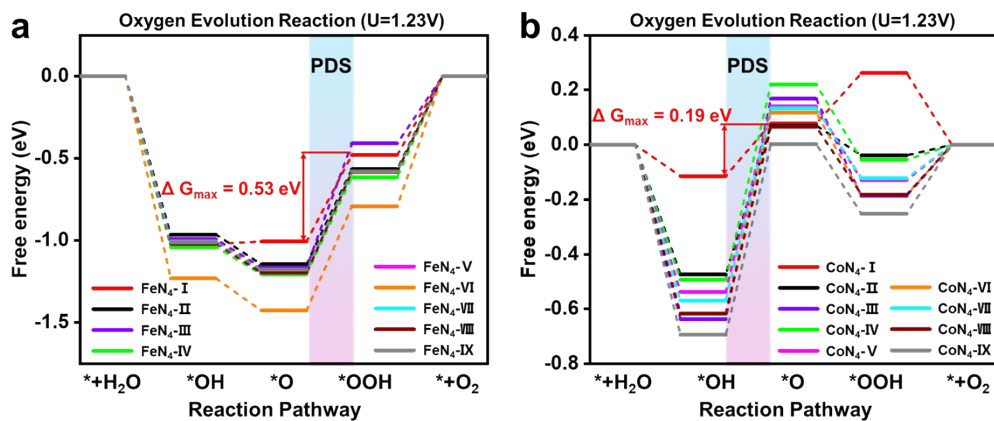 a
Oxygen Evolution Reaction (U=1.23V)
Free energy (eV)
0.0
-0.5
-1.0
-1.5
PDS
Δ Gmax = 0.53 eV
FeN₄-Ⅰ
FeN₄-Ⅱ
FeN₄-Ⅲ
FeN₄-Ⅳ
FeN₄-Ⅴ
FeN₄-Ⅵ
FeN₄-Ⅶ
FeN₄-Ⅷ
FeN₄-Ⅸ
*+H₂O *OH *O *OOH *+O₂
Reaction Pathway
b
Oxygen Evolution Reaction (U=1.23V)
Free energy (eV)
0.4
0.2
0.0
-0.2
-0.4
-0.6
-0.8
PDS
Δ Gmax = 0.19 eV
CoN₄-Ⅰ
CoN₄-Ⅱ
CoN₄-Ⅲ
CoN₄-Ⅳ
CoN₄-Ⅴ
CoN₄-Ⅵ
CoN₄-Ⅶ
CoN₄-Ⅷ
CoN₄-Ⅸ
*+H₂O *OH *O *OOH *+O₂
Reaction Pathway